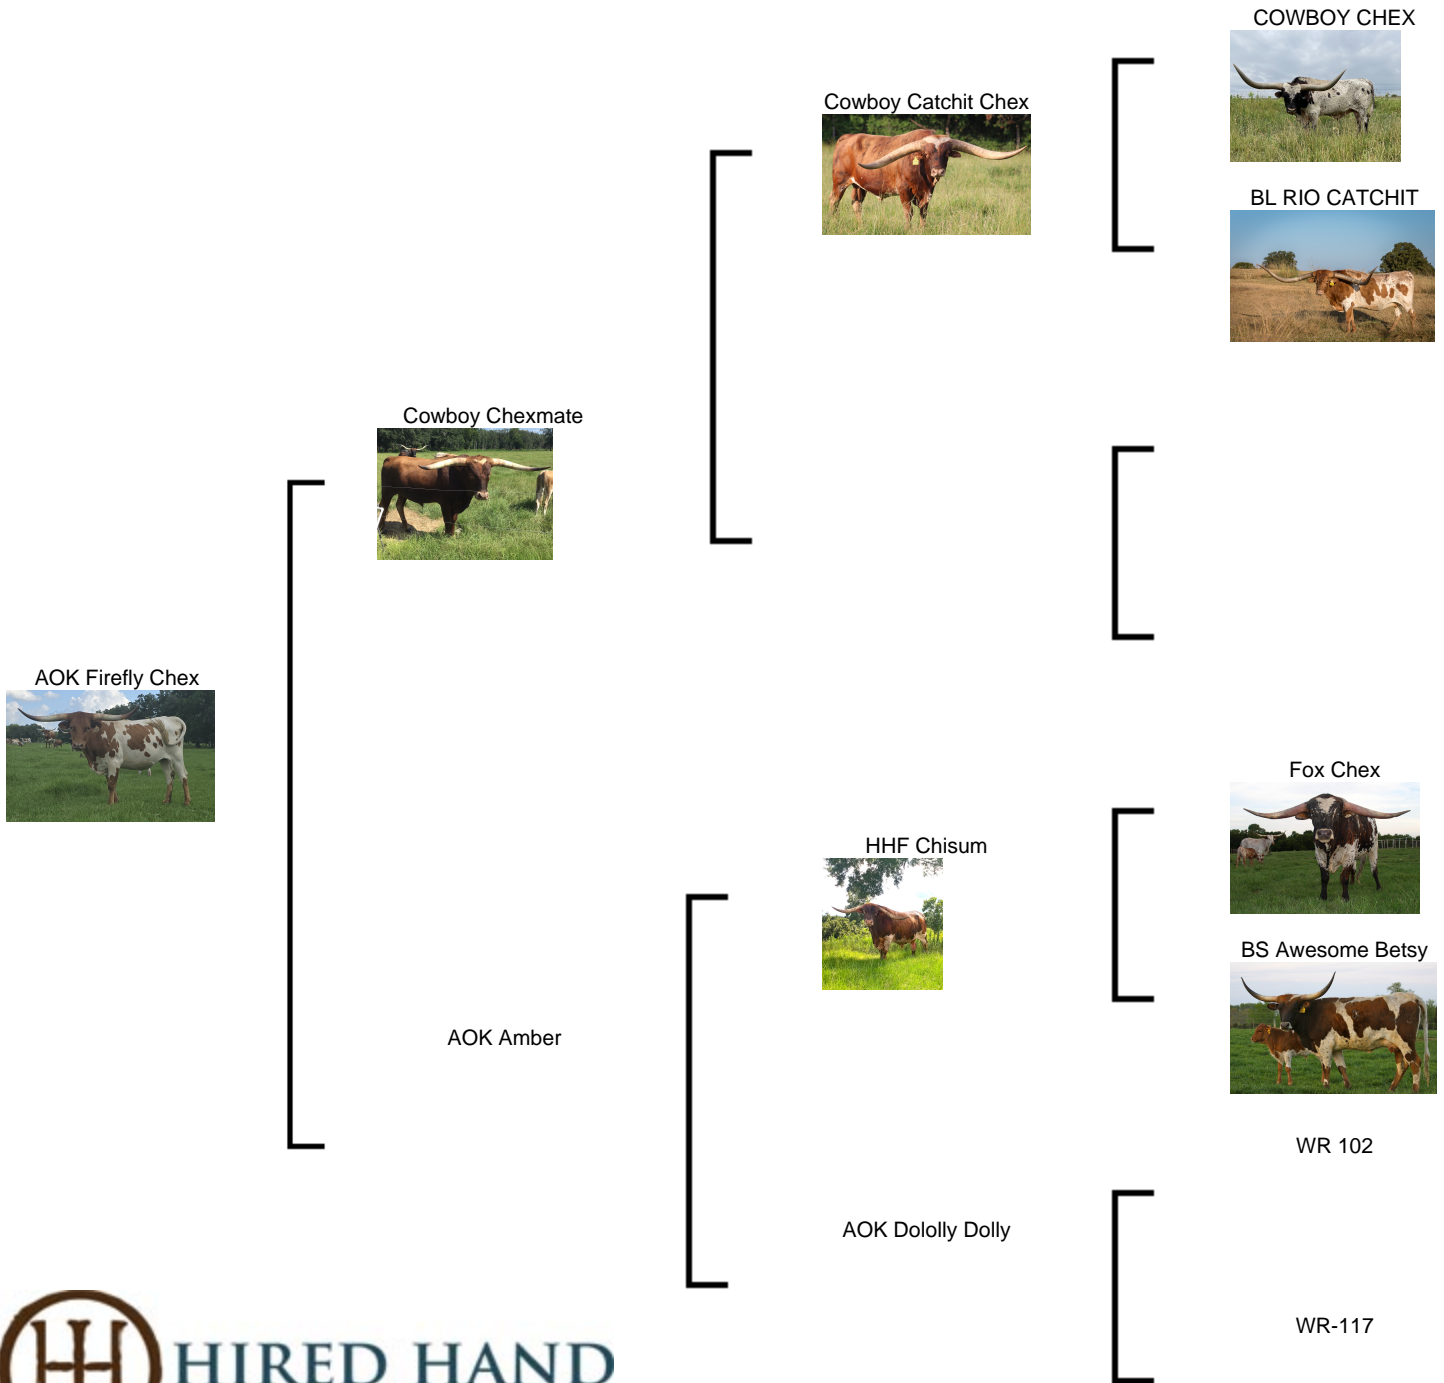 COWBOY CHEX
Cowboy Catchit Chex
BL RIO CATCHIT
Cowboy Chexmate
AOK Firefly Chex
Fox Chex
HHF Chisum
BS Awesome Betsy
AOK Amber
WR 102
AOK Dololly Dolly
WR-117
HIRED HAND